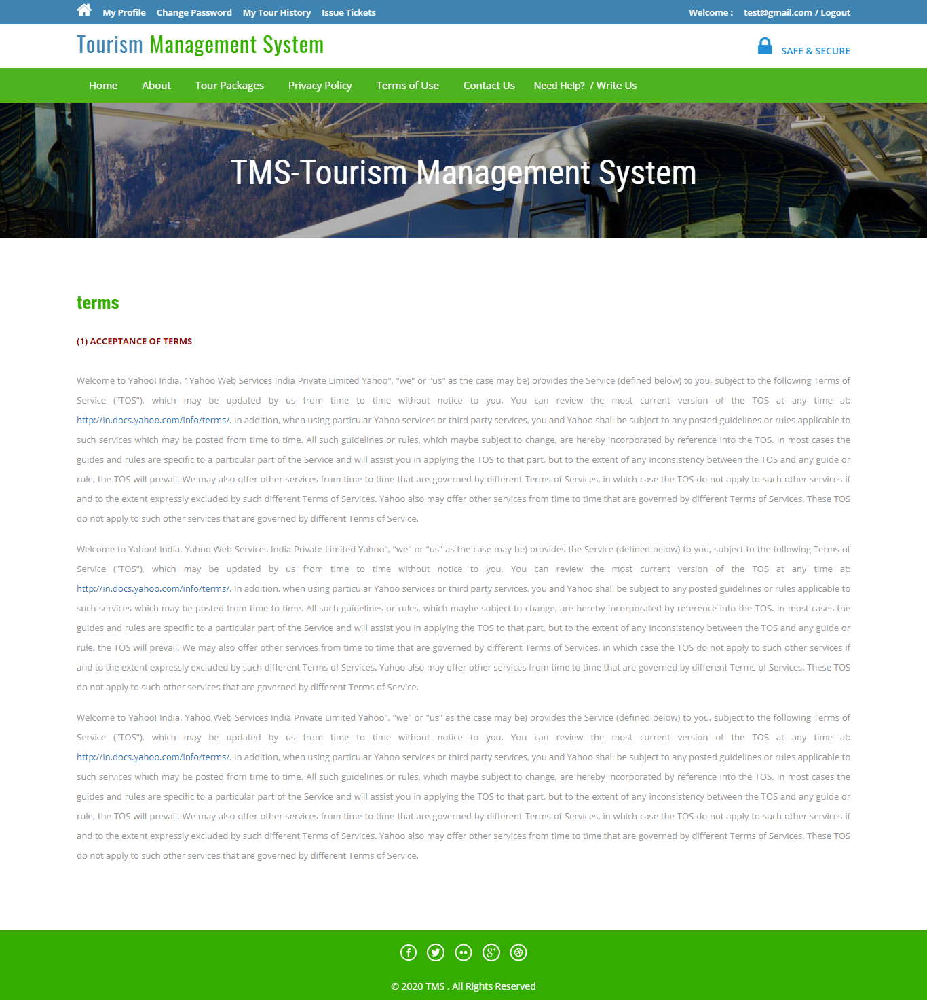 My Profile Change Password My Tour History Issue Tickets Welcome : test@gmail.com / Logout
Tourism Management System SAFE & SECURE
Home About Tour Packages Privacy Policy Terms of Use Contact Us Need Help? / Write Us
TMS-Tourism Management System
terms
(1) ACCEPTANCE OF TERMS
Welcome to Yahoo! India. 1Yahoo Web Services India Private Limited Yahoo", "we" or "us" as the case may be) provides the Service (defined below) to you, subject to the following Terms of
Service ("TOS"), which may be updated by us from time to time without notice to you. You can review the most current version of the TOS at any time at:
http://in.docs.yahoo.com/info/terms/. In addition, when using particular Yahoo services or third party services, you and Yahoo shall be subject to any posted guidelines or rules applicable to
such services which may be posted from time to time. All such guidelines or rules, which maybe subject to change, are hereby incorporated by reference into the TOS. In most cases the
guides and rules are specific to a particular part of the Service and will assist you in applying the TOS to that part, but to the extent of any inconsistency between the TOS and any guide or
rule, the TOS will prevail. We may also offer other services from time to time that are governed by different Terms of Services, in which case the TOS do not apply to such other services if
and to the extent expressly excluded by such different Terms of Services. Yahoo also may offer other services from time to time that are governed by different Terms of Services. These TOS
do not apply to such other services that are governed by different Terms of Service.
Welcome to Yahoo! India. Yahoo Web Services India Private Limited Yahoo", "we" or "us" as the case may be) provides the Service (defined below) to you, subject to the following Terms of
Service ("TOS"), which may be updated by us from time to time without notice to you. You can review the most current version of the TOS at any time at:
http://in.docs.yahoo.com/info/terms/. In addition, when using particular Yahoo services or third party services, you and Yahoo shall be subject to any posted guidelines or rules applicable to
such services which may be posted from time to time. All such guidelines or rules, which maybe subject to change, are hereby incorporated by reference into the TOS. In most cases the
guides and rules are specific to a particular part of the Service and will assist you in applying the TOS to that part, but to the extent of any inconsistency between the TOS and any guide or
rule, the TOS will prevail. We may also offer other services from time to time that are governed by different Terms of Services, in which case the TOS do not apply to such other services if
and to the extent expressly excluded by such different Terms of Services. Yahoo also may offer other services from time to time that are governed by different Terms of Services. These TOS
do not apply to such other services that are governed by different Terms of Service.
Welcome to Yahoo! India. Yahoo Web Services India Private Limited Yahoo", "we" or "us" as the case may be) provides the Service (defined below) to you, subject to the following Terms of
Service ("TOS"), which may be updated by us from time to time without notice to you. You can review the most current version of the TOS at any time at:
http://in.docs.yahoo.com/info/terms/. In addition, when using particular Yahoo services or third party services, you and Yahoo shall be subject to any posted guidelines or rules applicable to
such services which may be posted from time to time. All such guidelines or rules, which maybe subject to change, are hereby incorporated by reference into the TOS. In most cases the
guides and rules are specific to a particular part of the Service and will assist you in applying the TOS to that part, but to the extent of any inconsistency between the TOS and any guide or
rule, the TOS will prevail. We may also offer other services from time to time that are governed by different Terms of Services, in which case the TOS do not apply to such other services if
and to the extent expressly excluded by such different Terms of Services. Yahoo also may offer other services from time to time that are governed by different Terms of Services. These TOS
do not apply to such other services that are governed by different Terms of Service.
© 2020 TMS . All Rights Reserved